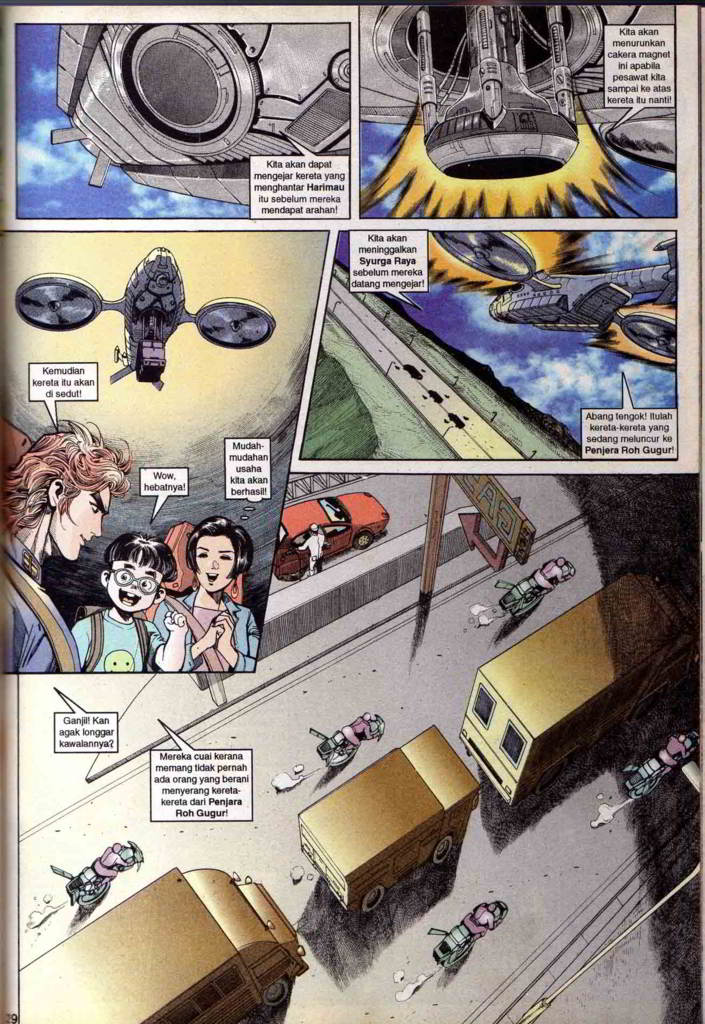 Kita akan dapat
mengejar kereta yang
menghantar Harimau
itu sebelum mereka
mendapat arahan!
Kita akan
menurunkan
cakera magnet
ini apabila
pesawat kita
sampai ke atas
kereta itu nanti!
Kemudian
kereta itu akan
di sedut!
Wow,
hebatnya!
Mudah-
mudahan
usaha
kita akan
berhasil!
Kita akan
meninggalkan
Syurga Raya
sebelum mereka
datang mengejar!
Abang tengok! Itulah
kereta-kereta yang
sedang meluncur ke
Penjera Roh Gugur!
Ganjil! Kan
agak longgar
kawalannya?
Mereka cuai kerana
memang tidak pernah
ada orang yang berani
menyerang kereta-
kereta dari Penjara
Roh Gugur!